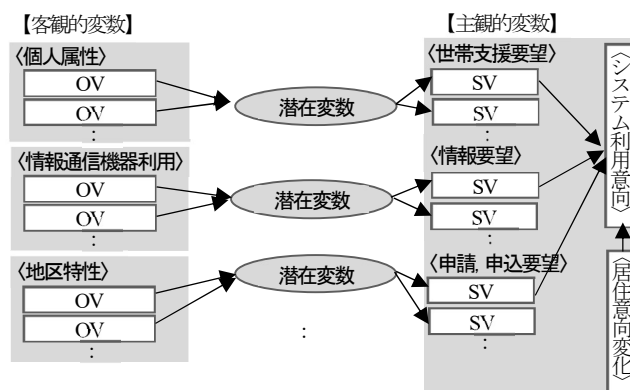 【客観的変数】
〈個人属性〉
OV
OV
:
〈情報通信機器利用〉
OV
OV
:
〈地区特性〉
OV
OV
:
潜在変数
潜在変数
潜在変数
:
【主観的変数】
〈世帯支援要望〉
SV
SV
:
〈情報要望〉
SV
SV
:
〈申請,申込要望〉
SV
SV
:
〈システム利用意向〉
〈居住意向変化〉